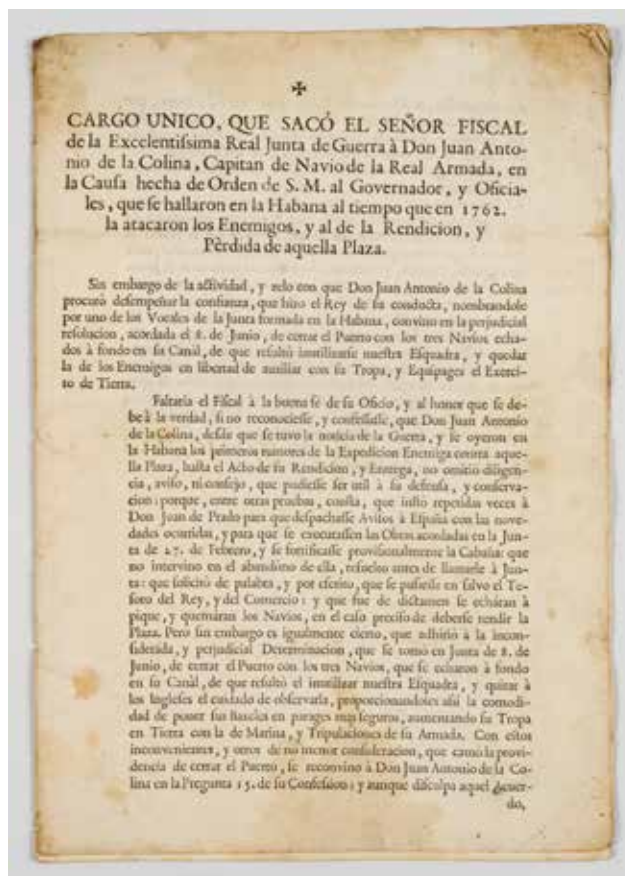 ✠
CARGO UNICO, QUE SACÓ EL SEÑOR FISCAL
de la Excelentissima Real Junta de Guerra à Don Juan Anto-
nio de la Colina, Capitan de Navio de la Real Armada, en
la Causa hecha de Orden de S. M. al Governador, y Oficia-
les, que se hallaron en la Habana al tiempo que en 1762.
la atacaron los Enemigos, y al de la Rendicion, y
Pèrdida de aquella Plaza.
Sin embargo de la actividad, y zelo con que Don Juan Antonio de la Colina
procurò desempeñar la confianza, que hizo el Rey de su conducta, nombrandole
por uno de los Vocales de la Junta formada en la Habana, convino en la perjudicial
resolucion, acordada el 8. de Junio, de cerrar el Puerto con los tres Navios echa-
dos à fondo en su Canàl, de que resultò inutilizarse nuestra Esquadra, y quedar
la de los Enemigos en libertad de auxiliar con su Tropa, y Equipages el Exerci-
to de Tierra.
Faltaria el Fiscal à la buena fè de su Oficio, y al honor que se de-
be à la verdad, si no reconociesse, y confessasse, que Don Juan Antonio
de la Colina, desde que se tuvo la noticia de la Guerra, y se oyeron en
la Habana los primeros rumores de la Expedicion Enemiga contra aque-
lla Plaza, hasta el Acto de su Rendicion, y Entrega, no omitiò diligen-
cia, aviso, ni consejo, que pudiesse ser util à su defensa, y conserva-
cion: porque, entre otras pruebas, consta, que instò repetidas veces à
Don Juan de Prado para que despachasse Avisos à España con las nove-
dades ocurridas, y para que se executassen las Obras acordadas en la Jun-
ta de 27. de Febrero, y se fortificasse provisionalmente la Cabaña: que
no intervino en el abandòno de ella, resuelto antes de llamarle à Jun-
ta: que solicitò de palabra, y por escrito, que se pusiesse en salvo el Te-
soro del Rey, y del Comercio: y que fue de dictamen se echàran à
pique, y quemàran los Navios, en el caso preciso de deberse rendir la
Plaza. Pero sin embargo es igualmente cierto, que adhiriò à la incon-
siderada, y perjudicial Determinacion, que se tomò en Junta de 8. de
Junio, de cerrar el Puerto con los tres Navios, que se echaron à fondo
en su Canàl, de que resultò el inutilizar nuestra Esquadra, y quitar à
los Ingleses el cuidado de observarla, proporcionandoles assi la comodi-
dad de poner sus Baxeles en parages mas seguros, aumentando su Tropa
en Tierra con la de Marina, y Tripulaciones de su Armada. Con estos
inconvenientes, y otros de no menor consideracion, que causò la provi-
dencia de cerrar el Puerto, se reconvino à Don Juan Antonio de la Co-
lina en la Pregunta 15. de su Confession: y aunque disculpa aquel Acuer-
do,